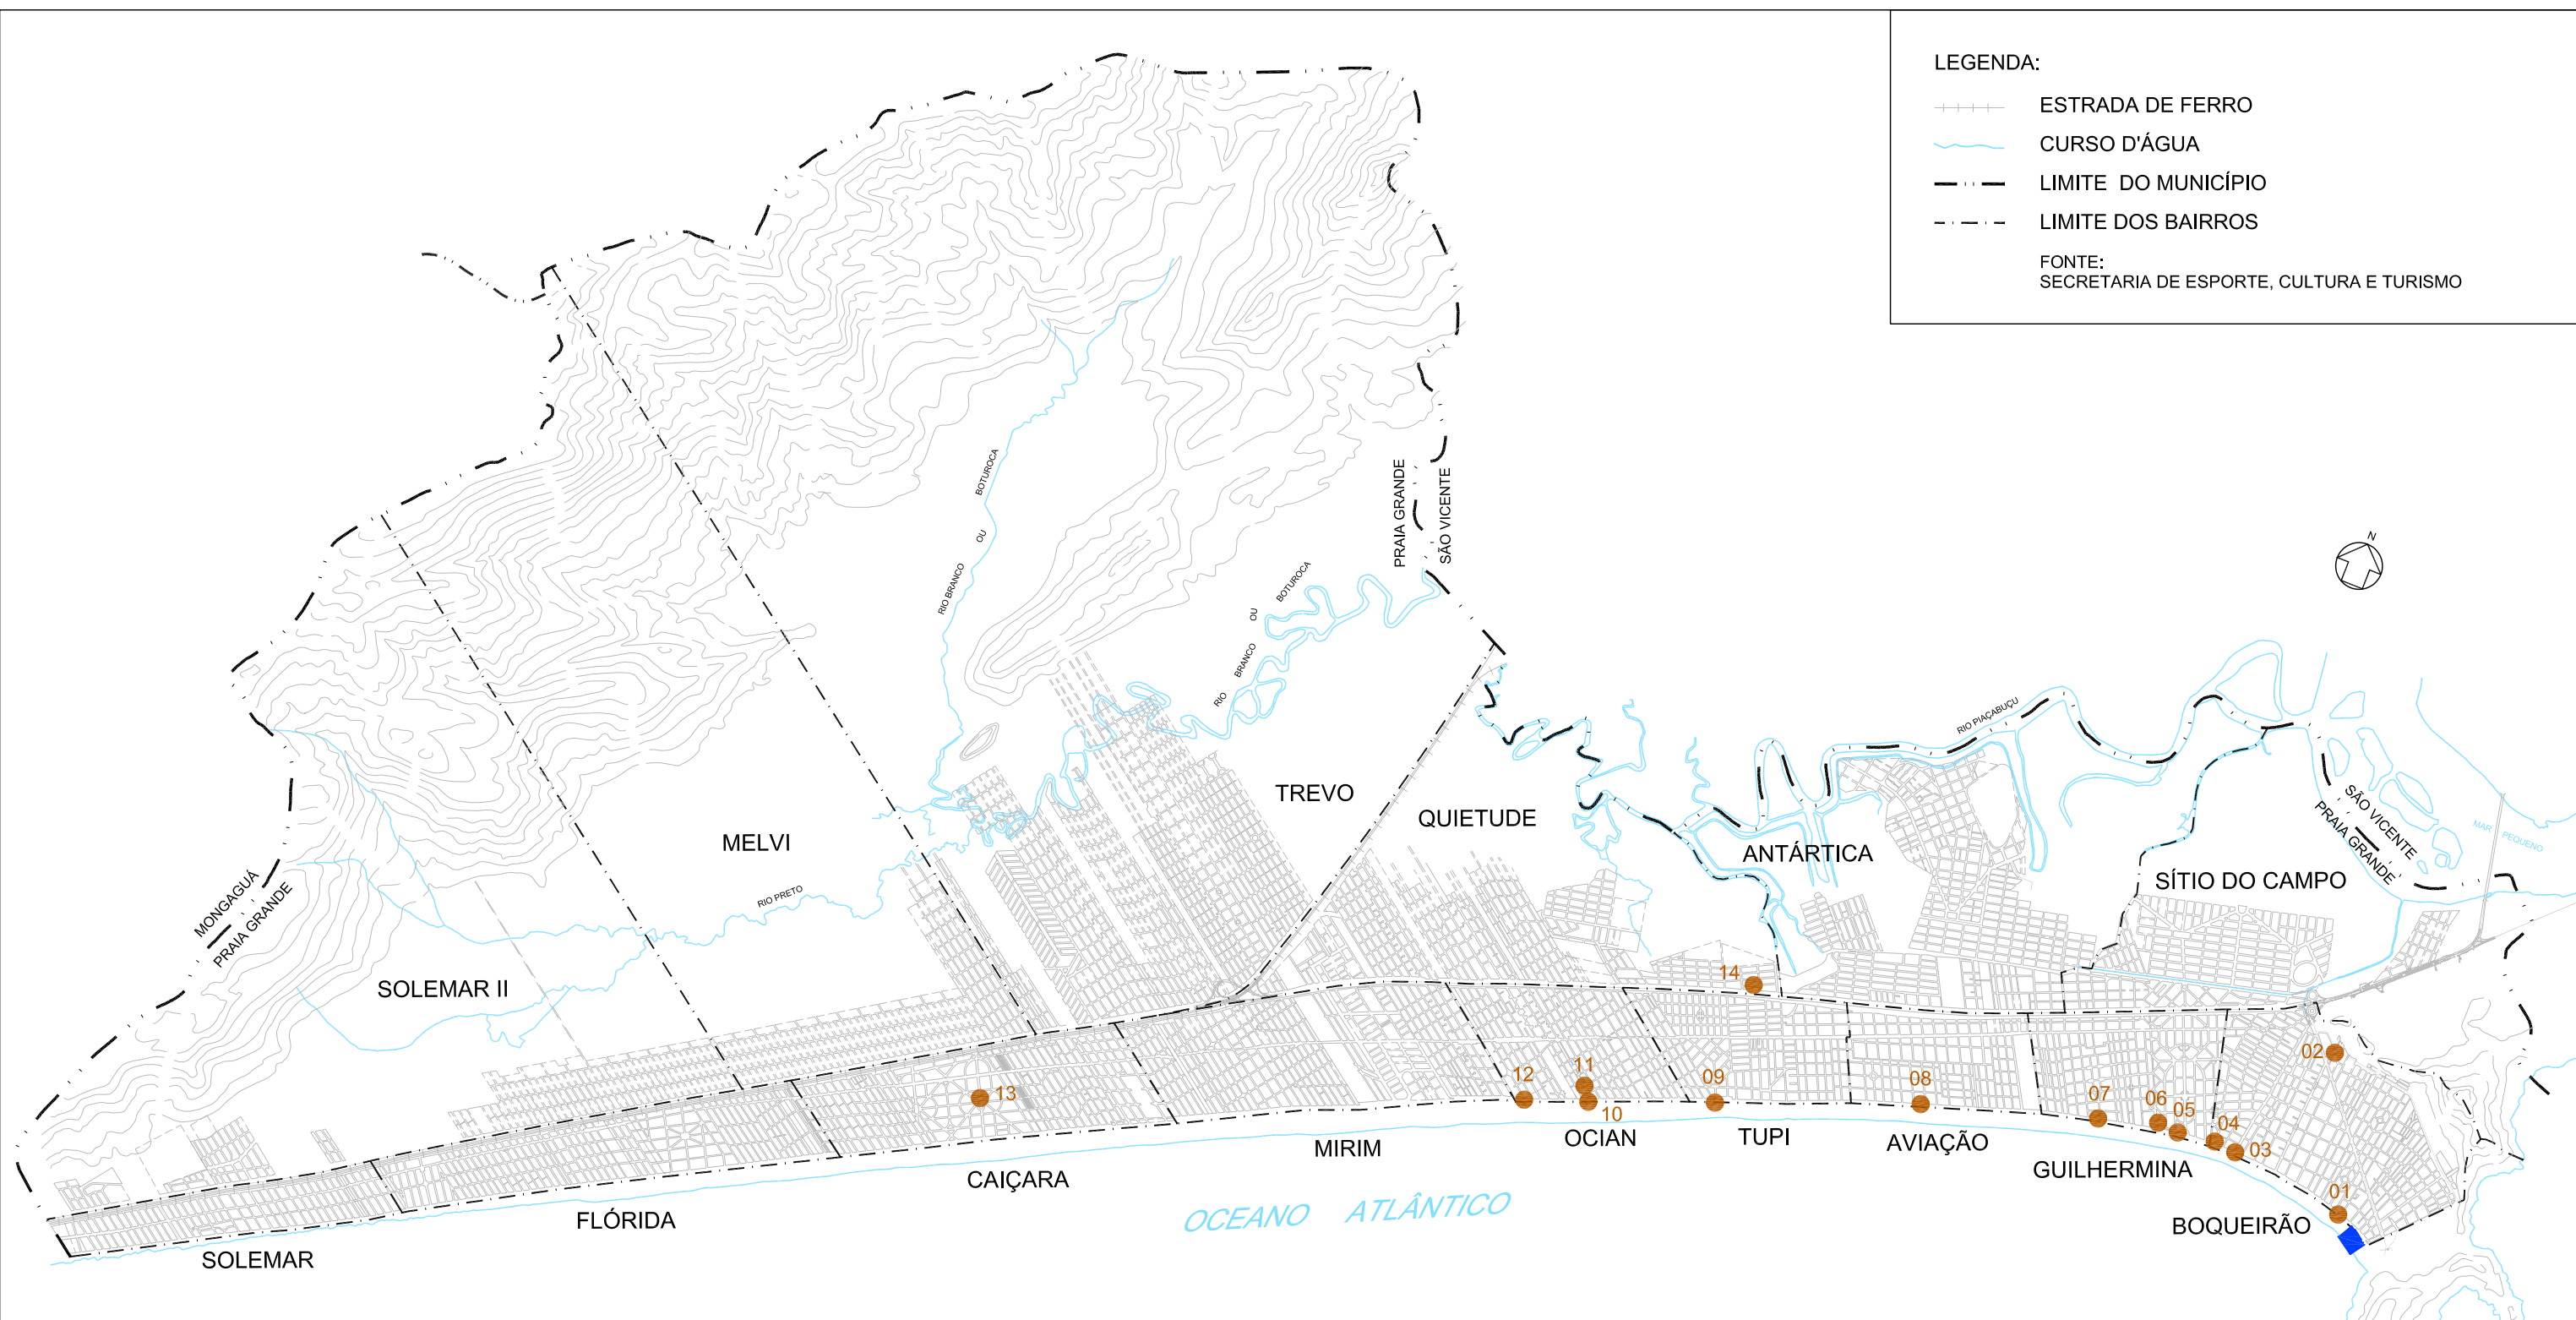 LEGENDA:
ESTRADA DE FERRO
CURSO D'ÁGUA
LIMITE DO MUNICÍPIO
LIMITE DOS BAIRROS
FONTE:
SECRETARIA DE ESPORTE, CULTURA E TURISMO
N
PRAIA GRANDE
SÃO VICENTE
RIO BRANCO OU BOTUROCA
RIO BRANCO OU BOTUROCA
RIO PIAÇABUÇU
RIO PRETO
MONGAGUÁ
PRAIA GRANDE
SÃO VICENTE
PRAIA GRANDE
MAR PEQUENO
TREVO
QUIETUDE
MELVI
ANTÁRTICA
SÍTIO DO CAMPO
SOLEMAR II
14
02
13
12
11
10
09
08
07
06
05
04
03
01
OCIAN
TUPI
AVIAÇÃO
MIRIM
GUILHERMINA
CAIÇARA
FLÓRIDA
BOQUEIRÃO
SOLEMAR
OCEANO ATLÂNTICO